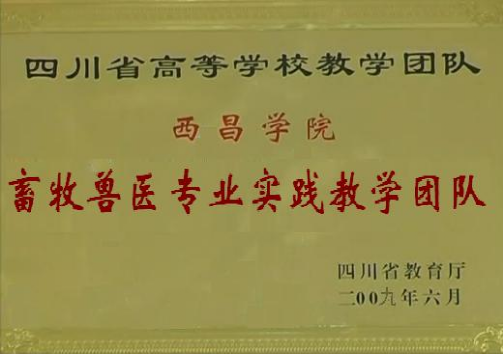 四川省高等学校教学团队
西昌学院
畜牧兽医专业实践教学团队
四川省教育厅
二00九年六月